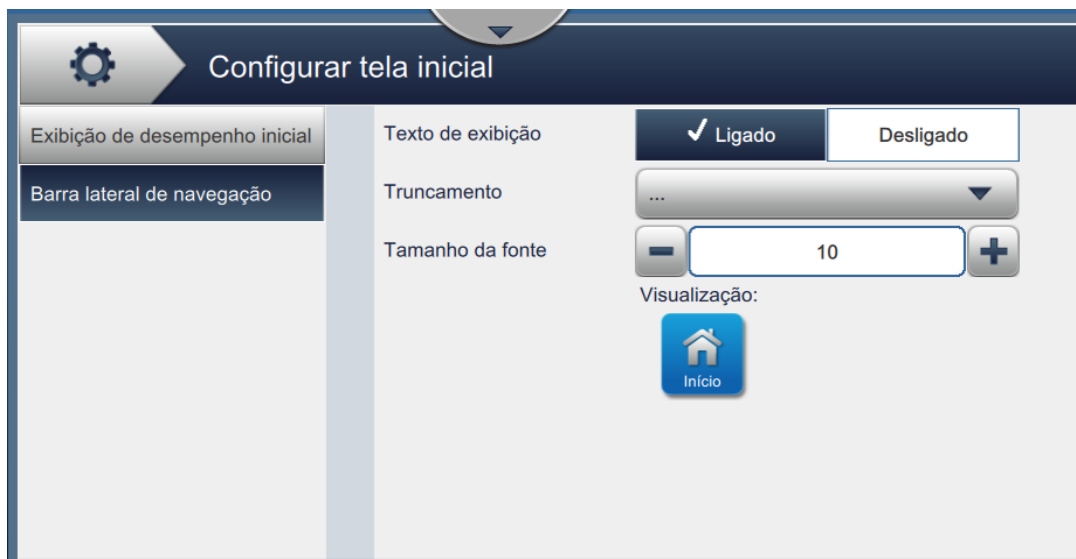 Configurar tela inicial
Exibição de desempenho inicial
Barra lateral de navegação
Texto de exibição
Ligado
Desligado
Truncamento
...
Tamanho da fonte
10
Visualização:
Início